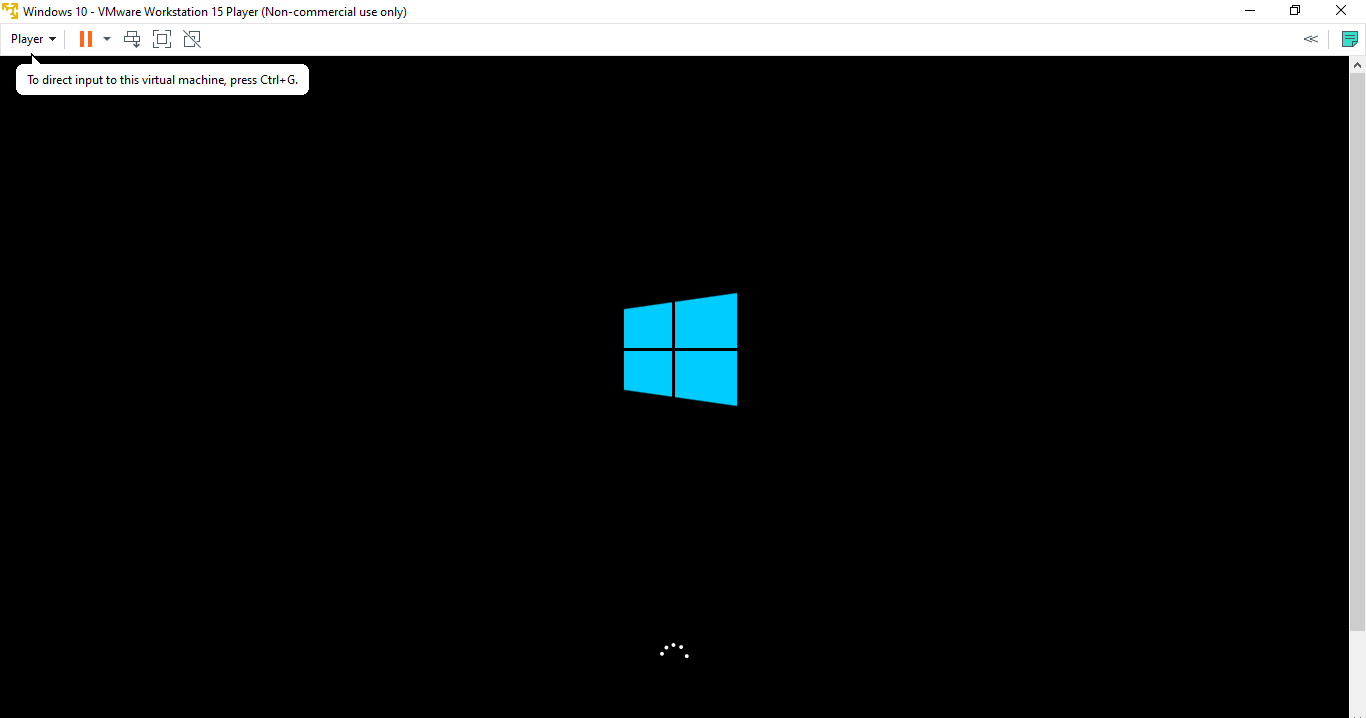 Windows 10 - VMware Workstation 15 Player (Non-commercial use only)
Player
To direct input to this virtual machine, press Ctrl+G.